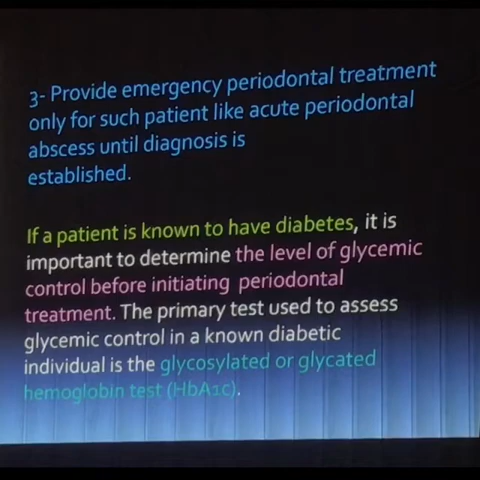 3- Provide emergency periodontal treatment
only for such patient like acute periodontal
abscess until diagnosis is
established.
If a patient is known to have diabetes, it is
important to determine the level of glycemic
control before initiating periodontal
treatment. The primary test used to assess
glycemic control in a known diabetic
individual is the glycosylated or glycated
hemoglobin test (HbA1c).